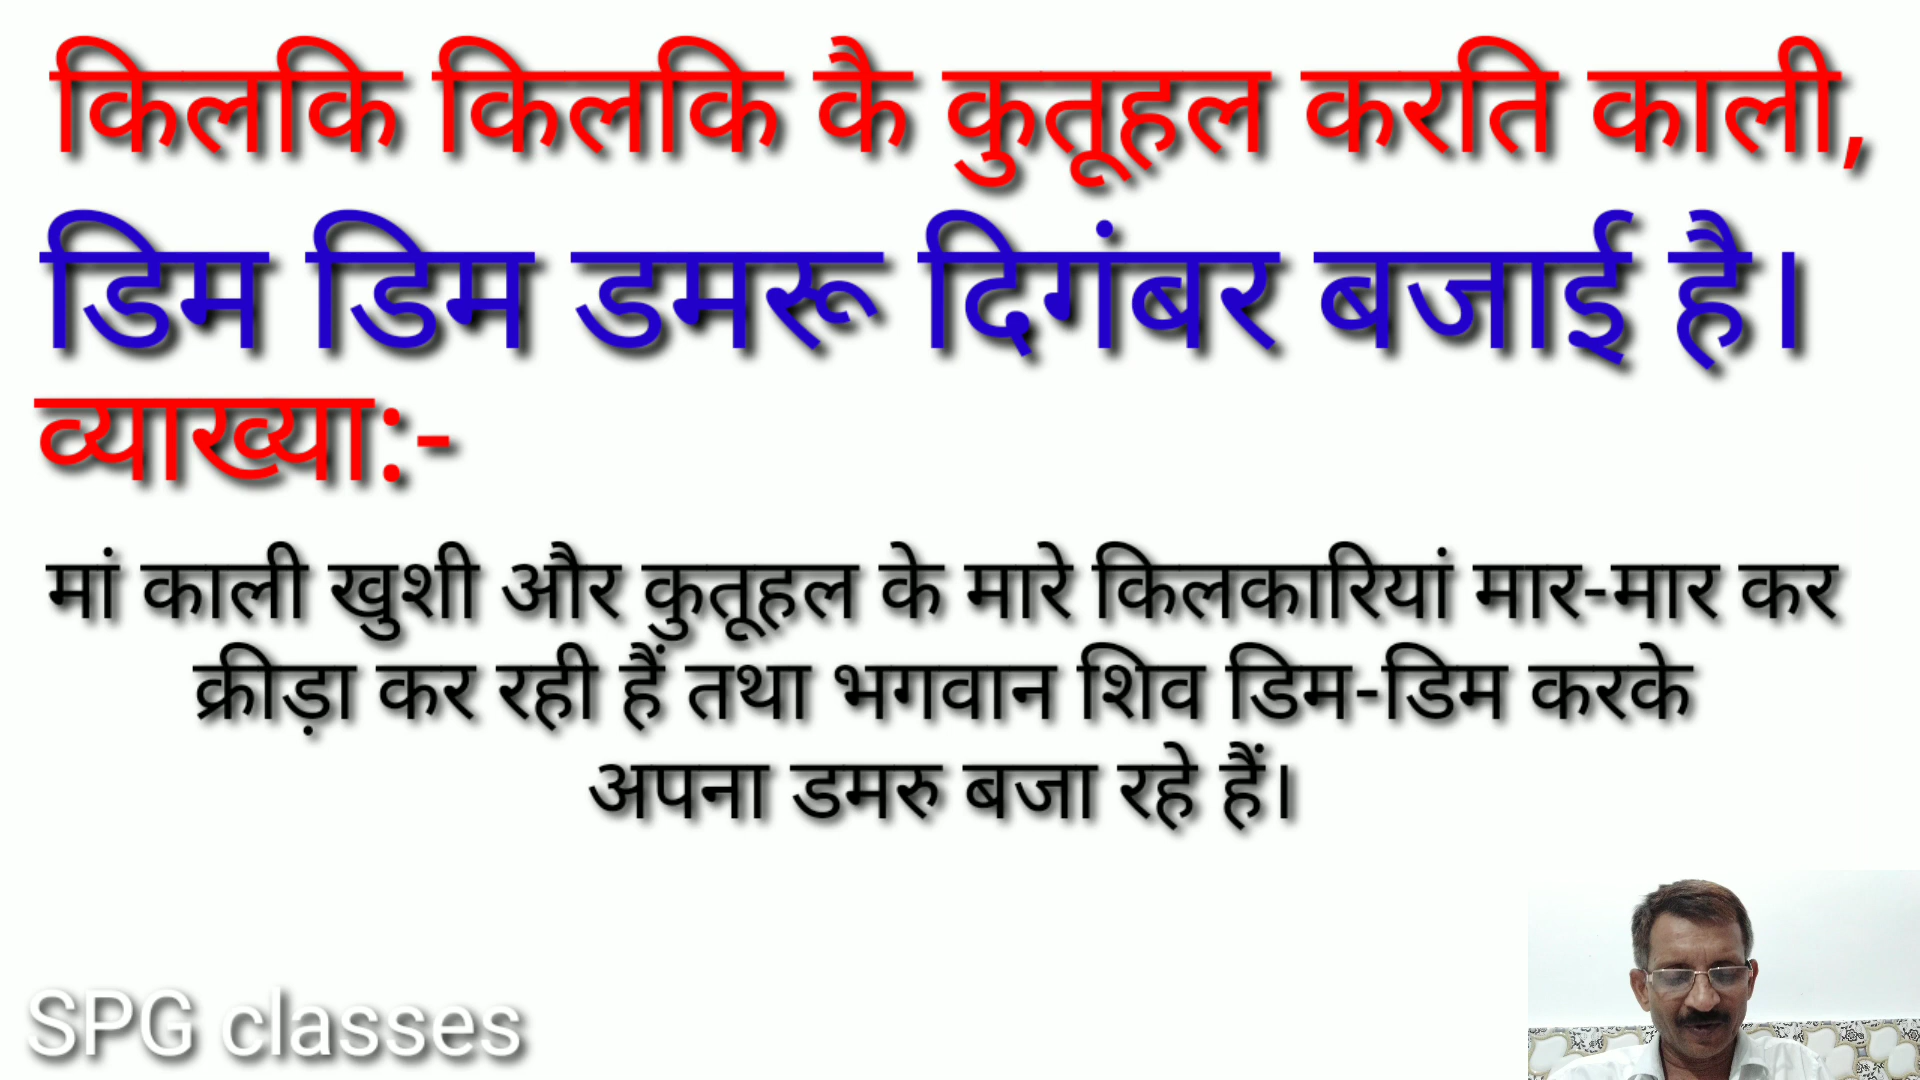 किलकि किलकि कै कुतूहल करति काली,
डिम डिम डमरू दिगंबर बजाई है।
व्याख्या:-
मां काली खुशी और कुतूहल के मारे किलकारियां मार-मार कर
क्रीड़ा कर रही हैं तथा भगवान शिव डिम-डिम करके
अपना डमरु बजा रहे हैं।
SPG classes